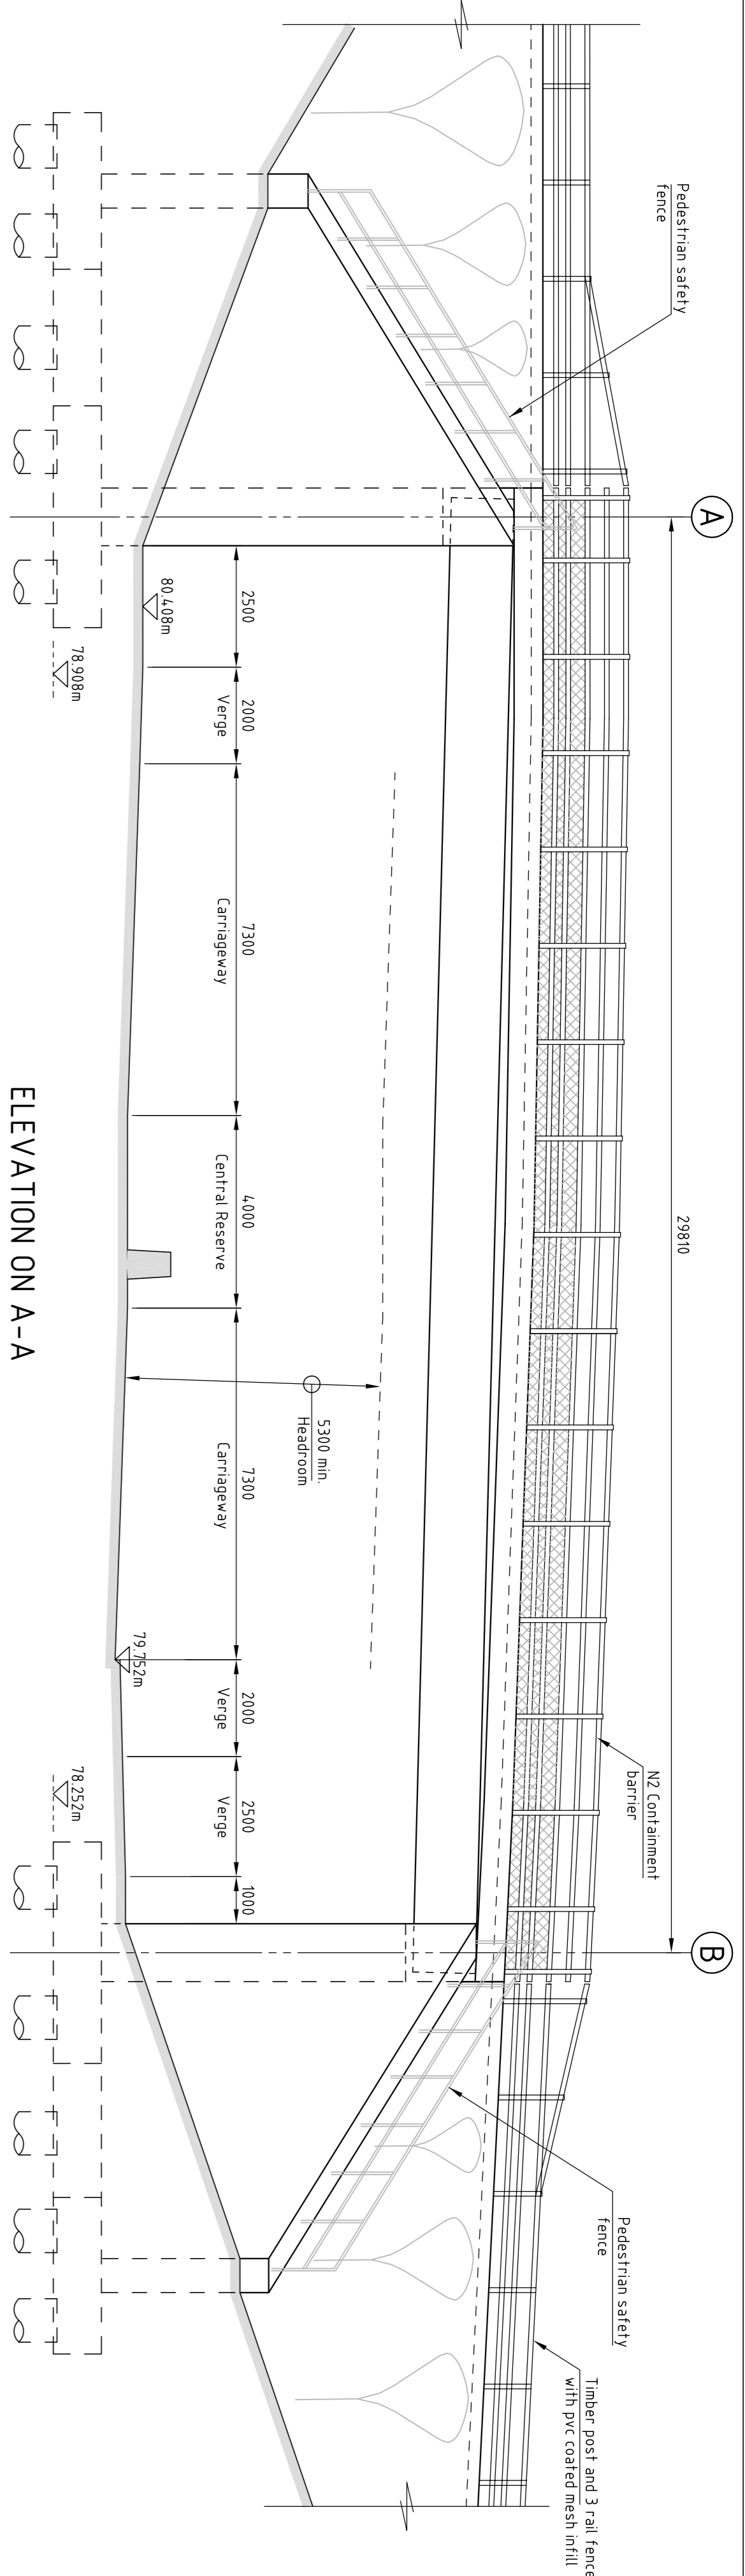 A
B
29810
Pedestrian safety
fence
N2 Containment
barrier
Pedestrian safety
fence
Timber post and 3 rail fence
with pvc coated mesh infill
5300 min.
Headroom
2500
2000
Verge
7300
Carriageway
4000
Central Reserve
7300
Carriageway
2000
Verge
2500
Verge
1000
80.408m
78.908m
79.752m
78.252m
ELEVATION ON A-A